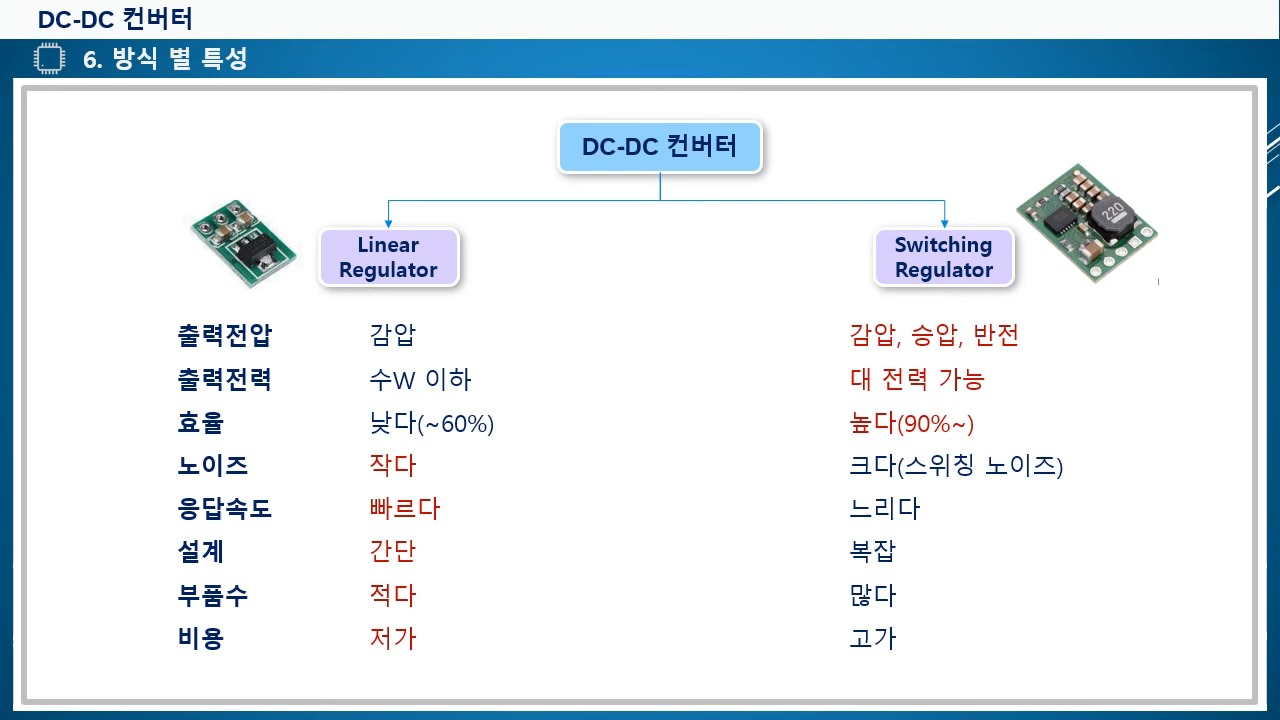 DC-DC 컨버터
6. 방식 별 특성
DC-DC 컨버터
Linear
Regulator
Switching
Regulator
220
출력전압 감압 감압, 승압, 반전
출력전력 수W 이하 대 전력 가능
효율 낮다(~60%) 높다(90%~)
노이즈 작다 크다(스위칭 노이즈)
응답속도 빠르다 느리다
설계 간단 복잡
부품수 적다 많다
비용 저가 고가